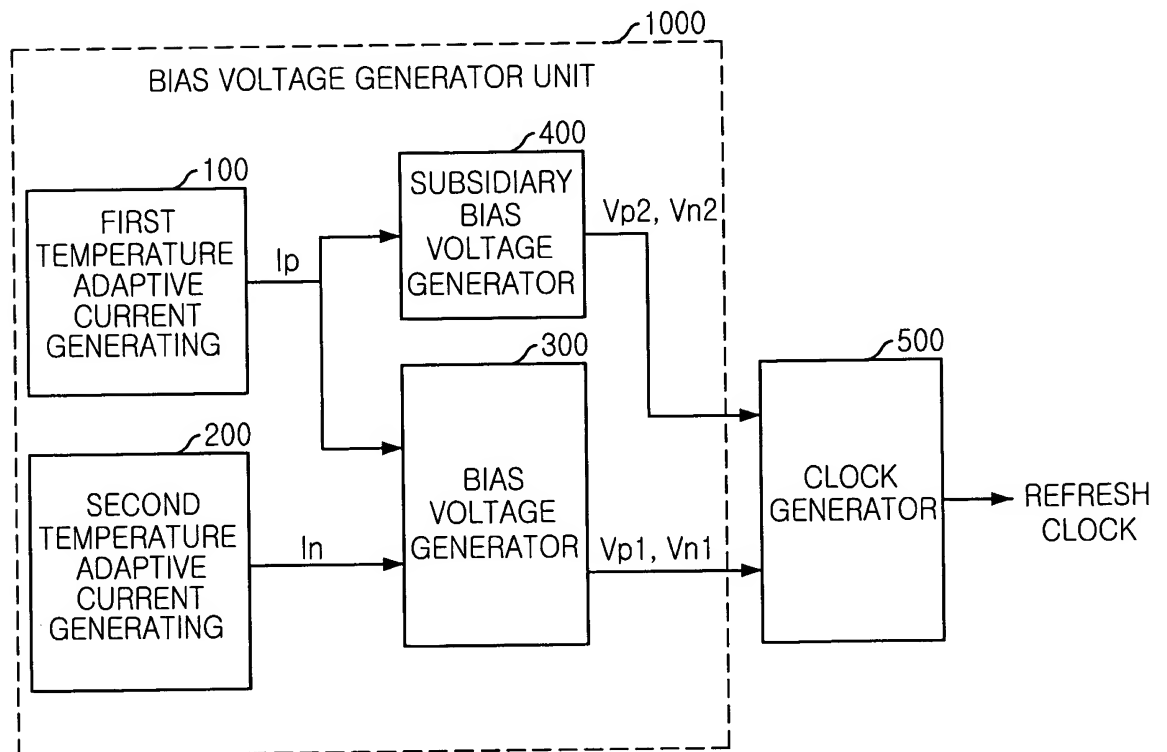 1000
BIAS VOLTAGE GENERATOR UNIT
100
FIRST
TEMPERATURE
ADAPTIVE
CURRENT
GENERATING
Ip
400
SUBSIDIARY
BIAS
VOLTAGE
GENERATOR
Vp2, Vn2
200
SECOND
TEMPERATURE
ADAPTIVE
CURRENT
GENERATING
In
300
BIAS
VOLTAGE
GENERATOR
Vp1, Vn1
500
CLOCK
GENERATOR
REFRESH
CLOCK